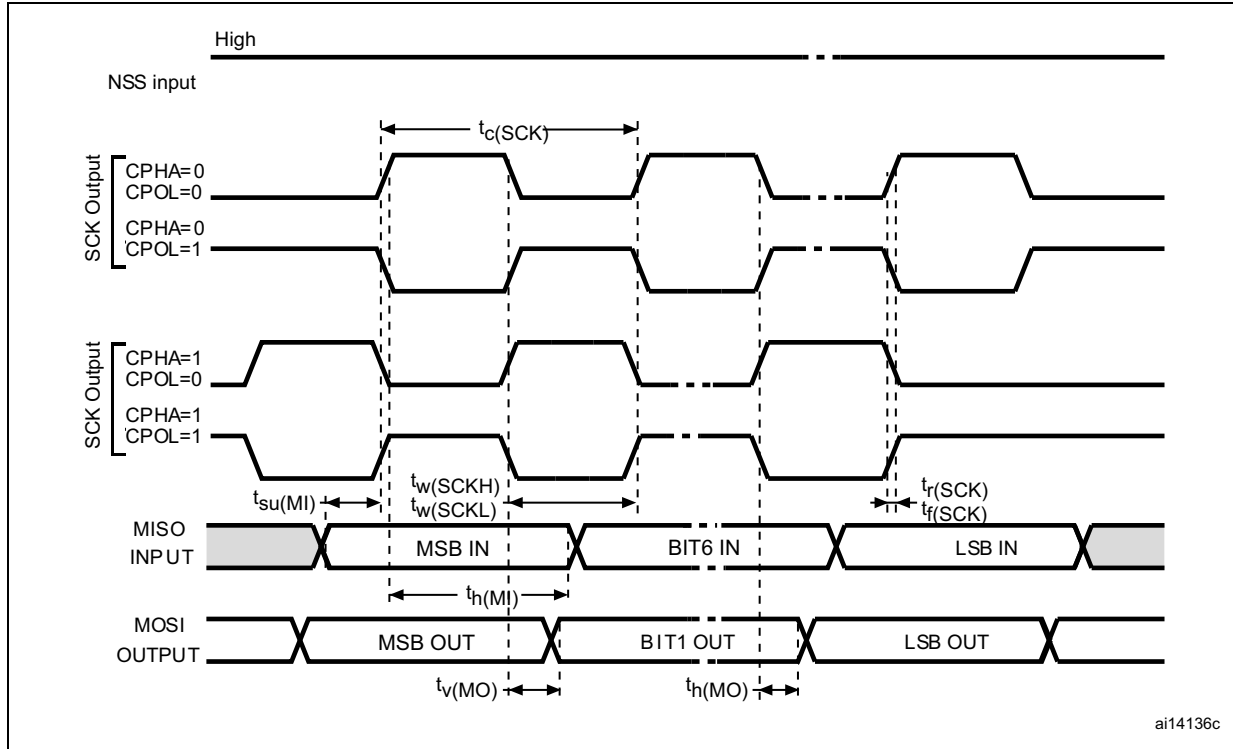 High
NSS input
tc(SCK)
SCK Output
CPHA=0
CPOL=0
CPHA=0
CPOL=1
SCK Output
CPHA=1
CPOL=0
CPHA=1
CPOL=1
tsu(MI)
tw(SCKH)
tw(SCKL)
tr(SCK)
tf(SCK)
MISO
INPUT
MSB IN
BIT6 IN
LSB IN
th(MI)
MOSI
OUTPUT
MSB OUT
BIT1 OUT
LSB OUT
tv(MO)
th(MO)
ai14136c